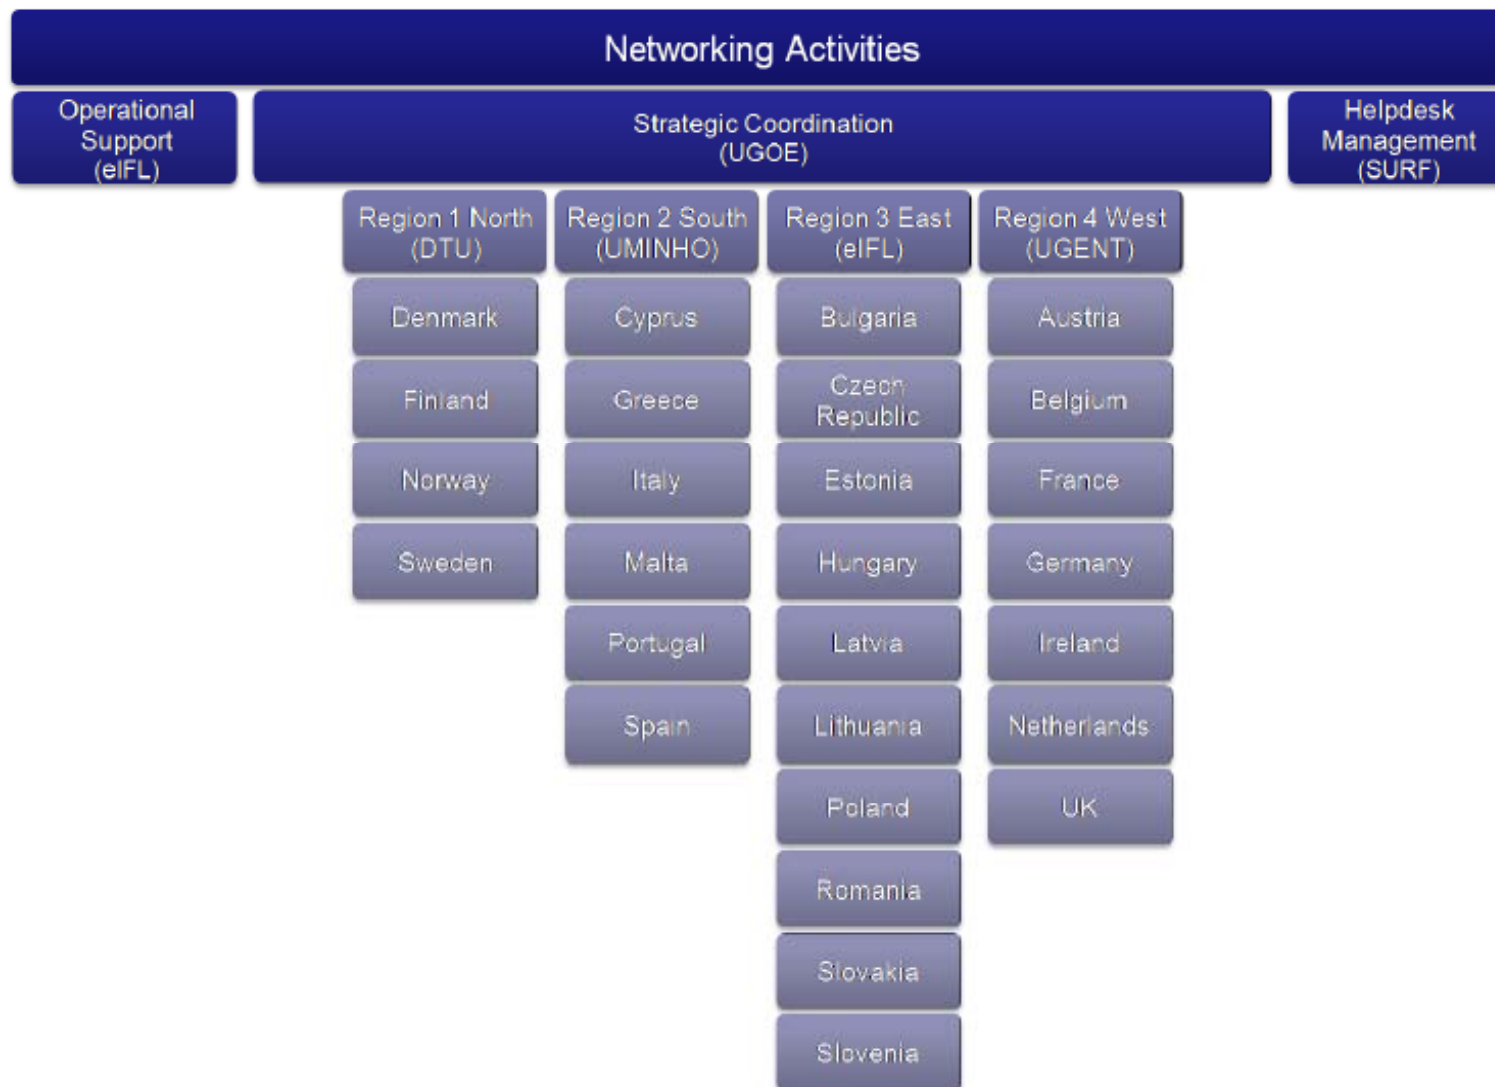 Networking Activities
Operational
Support
(eIFL)
Strategic Coordination
(UGOE)
Helpdesk
Management
(SURF)
Region 1 North
(DTU)
Region 2 South
(UMINHO)
Region 3 East
(eIFL)
Region 4 West
(UGENT)
Denmark
Finland
Norway
Sweden
Cyprus
Greece
Italy
Malta
Portugal
Spain
Bulgaria
Czech
Republic
Estonia
Hungary
Latvia
Lithuania
Poland
Romania
Slovakia
Slovenia
Austria
Belgium
France
Germany
Ireland
Netherlands
UK